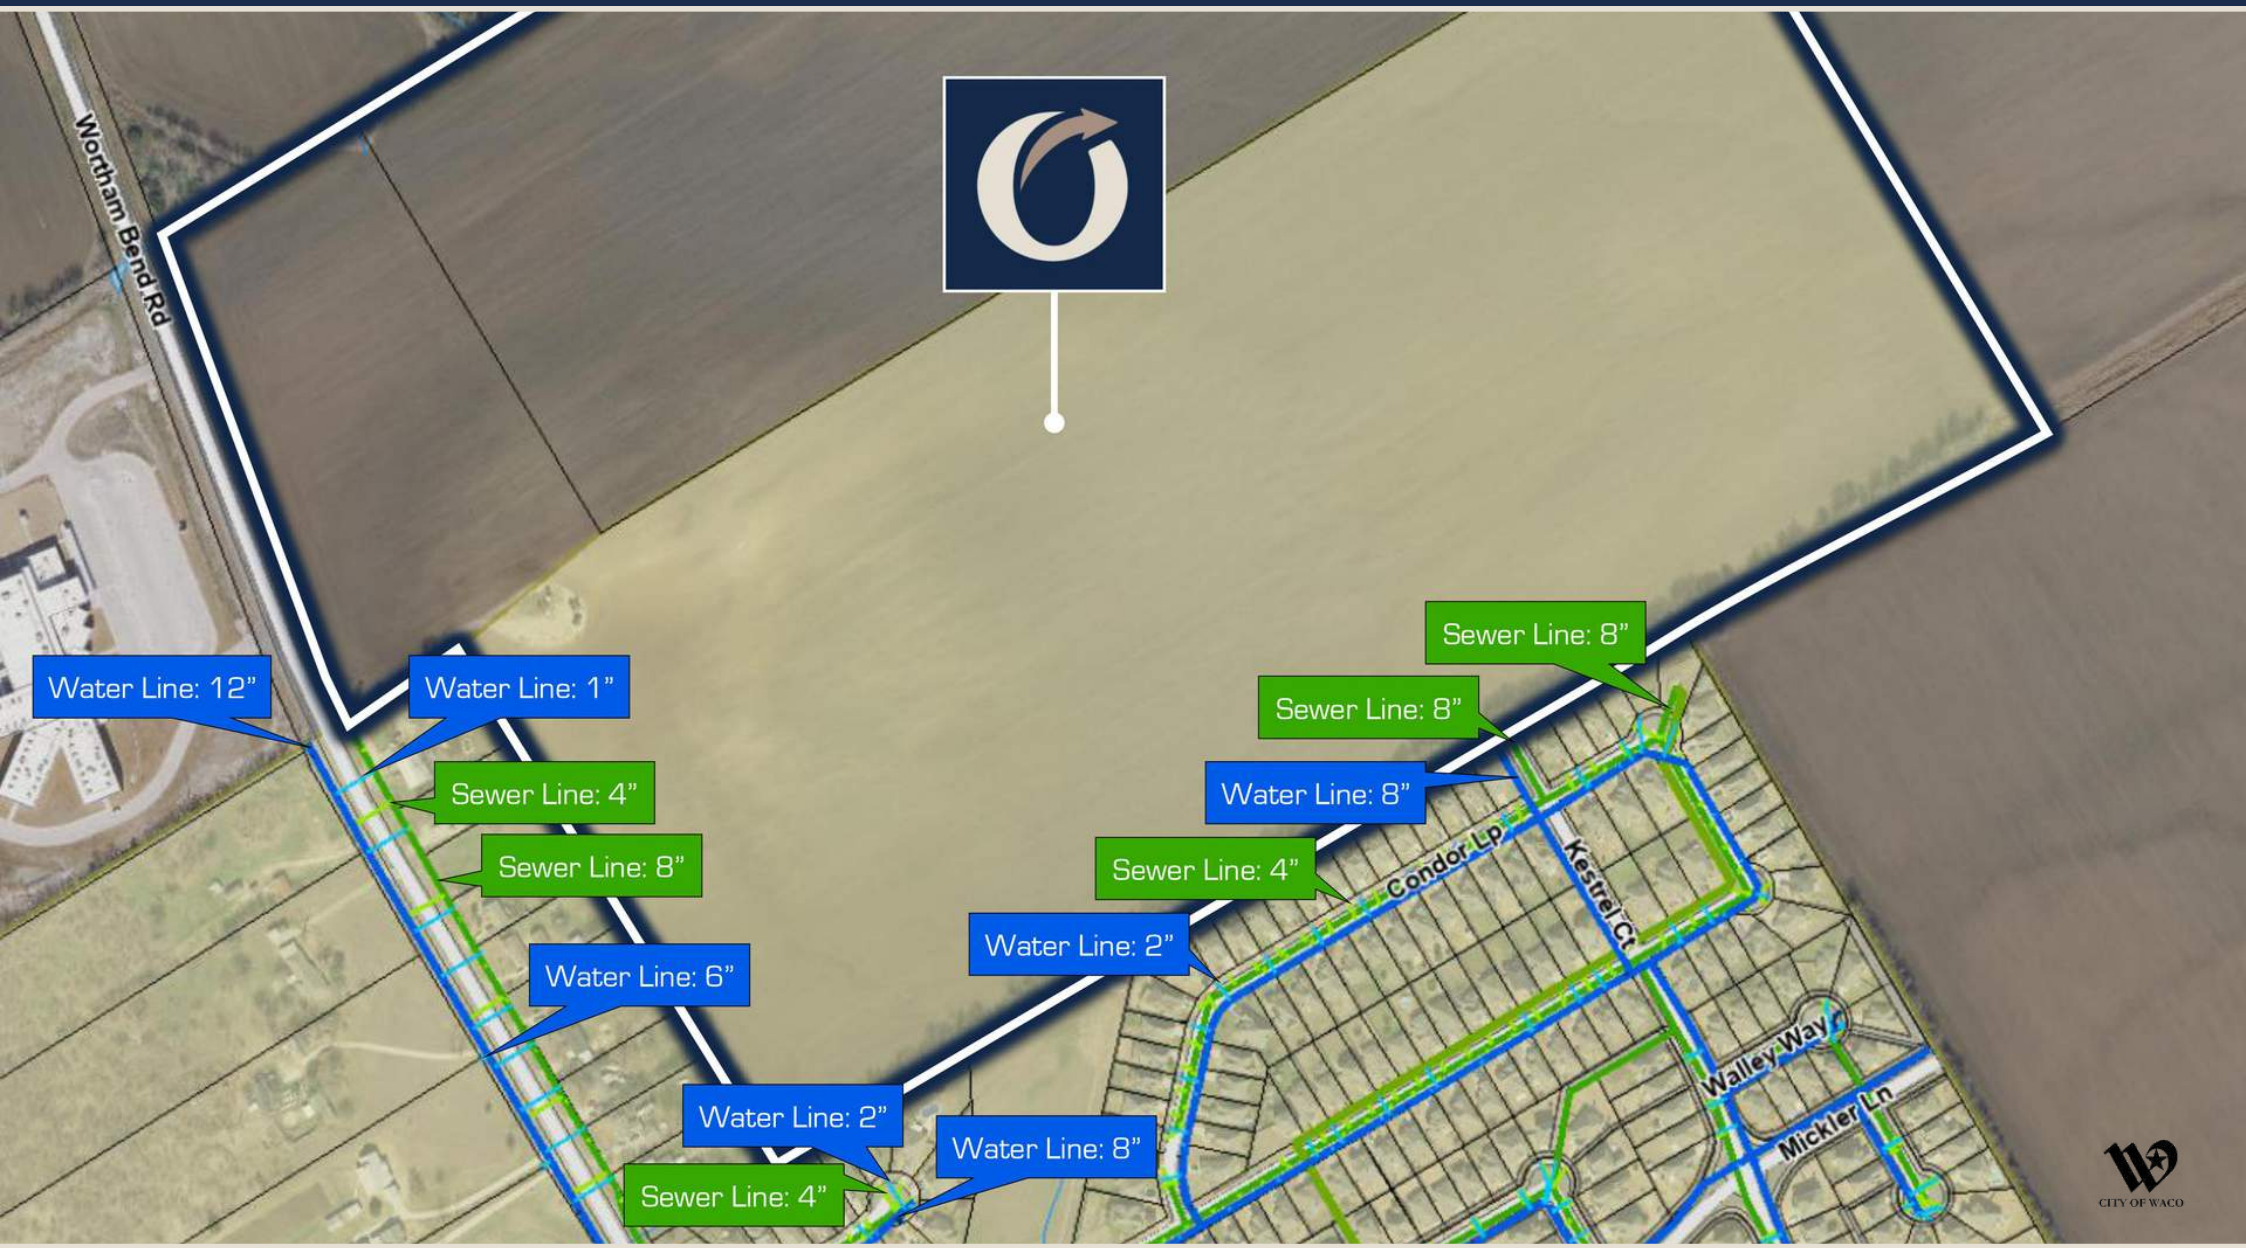 Wortham Bend Rd
Sewer Line: 8”
Water Line: 12”
Water Line: 1”
Sewer Line: 8”
Sewer Line: 4”
Water Line: 8”
Sewer Line: 8”
Sewer Line: 4”
Condor Lp
Kestrel Ct
Water Line: 2”
Water Line: 6”
Walley Way
Water Line: 2”
Water Line: 8”
Mickler Ln
Sewer Line: 4”
CITY OF WACO